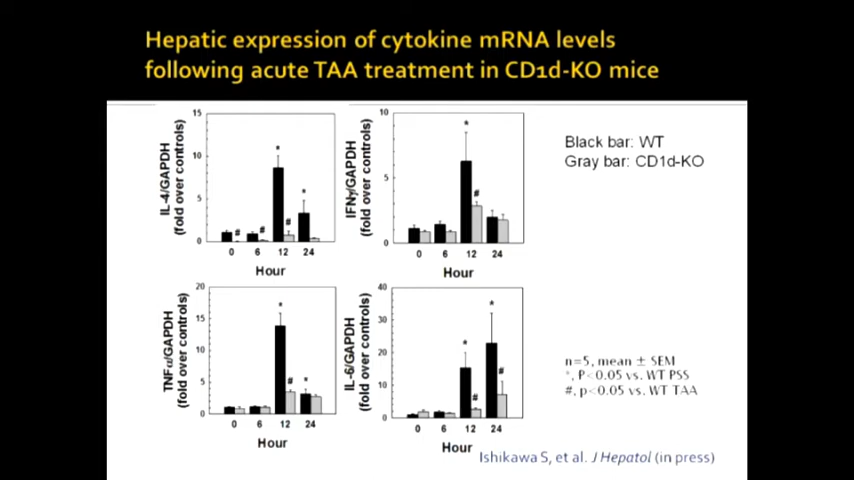 Hepatic expression of cytokine mRNA levels
following acute TAA treatment in CD1d-KO mice
IL-4/GAPDH
(fold over controls)
15
10
5
0
*
*
#
#
#
0 6 12 24
Hour
IFNγ/GAPDH
(fold over controls)
10
5
0
*
#
0 6 12 24
Hour
Black bar: WT
Gray bar: CD1d-KO
TNFα/GAPDH
(fold over controls)
20
15
10
5
0
*
#
*
0 6 12 24
Hour
IL-6/GAPDH
(fold over controls)
40
30
20
10
0
*
*
#
#
0 6 12 24
Hour
n=5, mean ± SEM
*, P<0.05 vs. WT PSS
#, p<0.05 vs. WT TAA
Ishikawa S, et al. J Hepatol (in press)